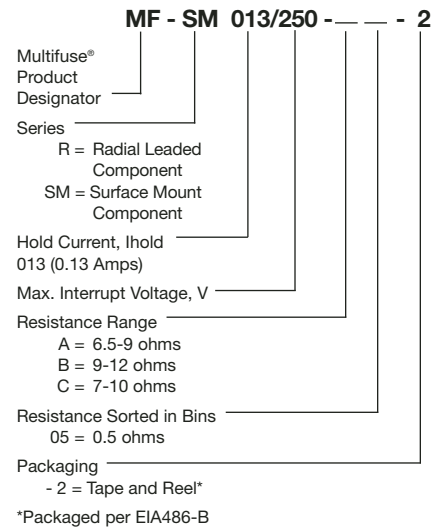 MF - SM 013/250 - __ __ - 2
Multifuse®
Product
Designator
Series
R = Radial Leaded
Component
SM = Surface Mount
Component
Hold Current, Ihold
013 (0.13 Amps)
Max. Interrupt Voltage, V
Resistance Range
A = 6.5-9 ohms
B = 9-12 ohms
C = 7-10 ohms
Resistance Sorted in Bins
05 = 0.5 ohms
Packaging
- 2 = Tape and Reel*
*Packaged per EIA486-B